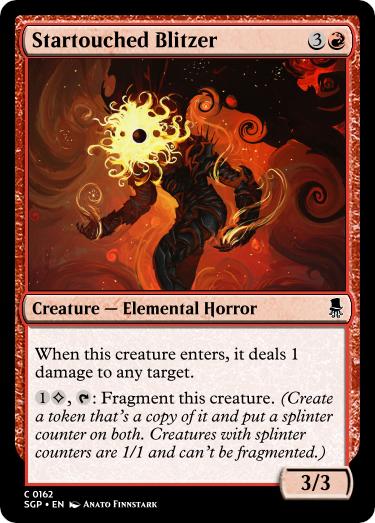 Startouched Blitzer 3
Creature — Elemental Horror
When this creature enters, it deals 1
damage to any target.
1, : Fragment this creature. (Create
a token that's a copy of it and put a splinter
counter on both. Creatures with splinter
counters are 1/1 and can't be fragmented.)
3/3
C 0162
SGP • EN Anato Finnstark